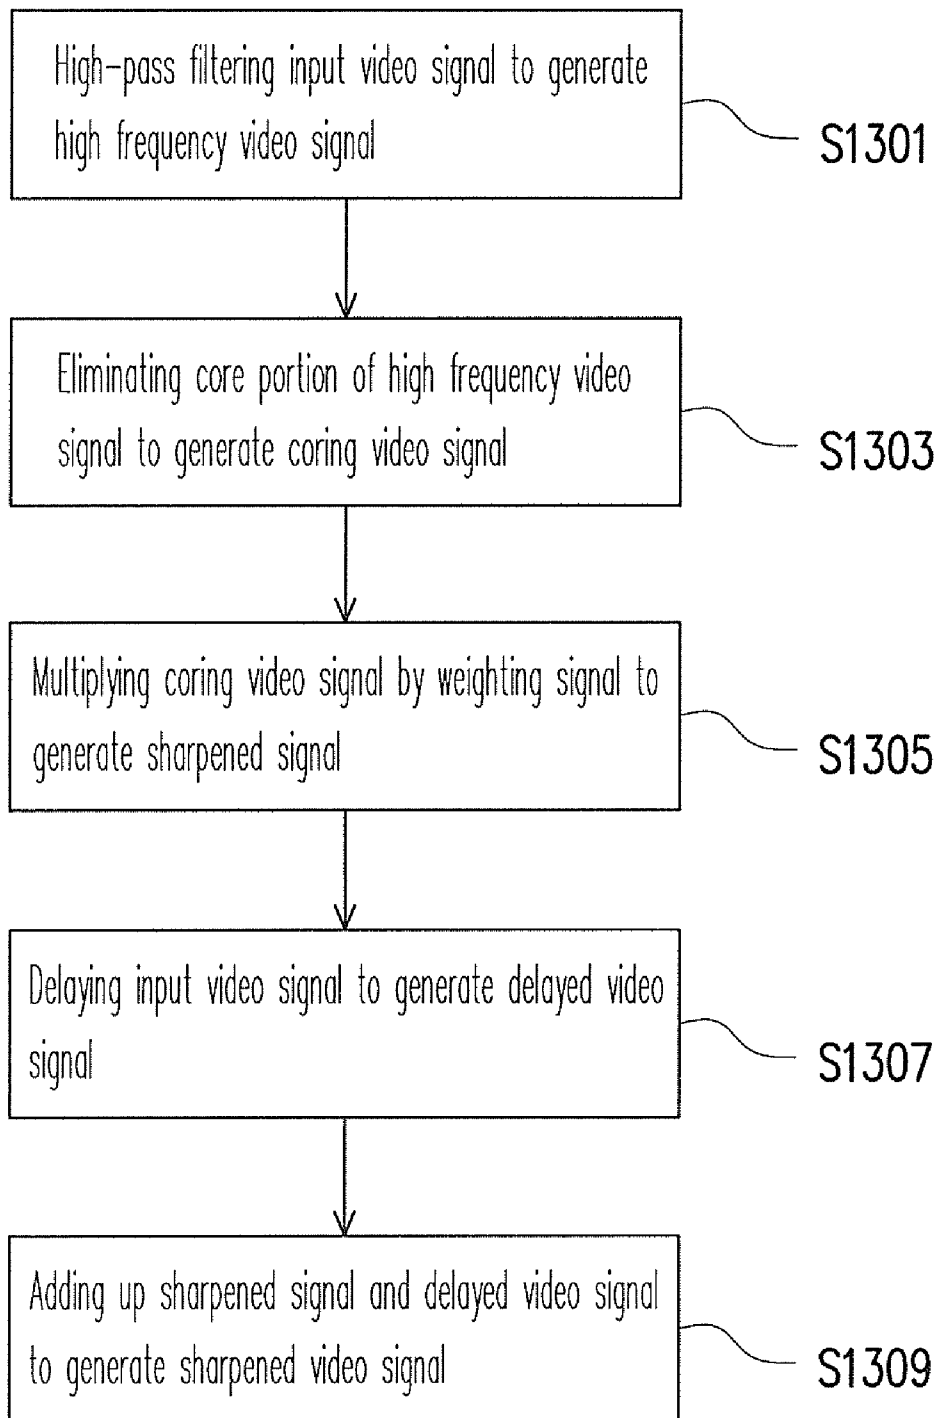 High-pass filtering input video signal to generate
high frequency video signal
S1301
Eliminating core portion of high frequency video
signal to generate coring video signal
S1303
Multiplying coring video signal by weighting signal to
generate sharpened signal
S1305
Delaying input video signal to generate delayed video
signal
S1307
Adding up sharpened signal and delayed video signal
to generate sharpened video signal
S1309